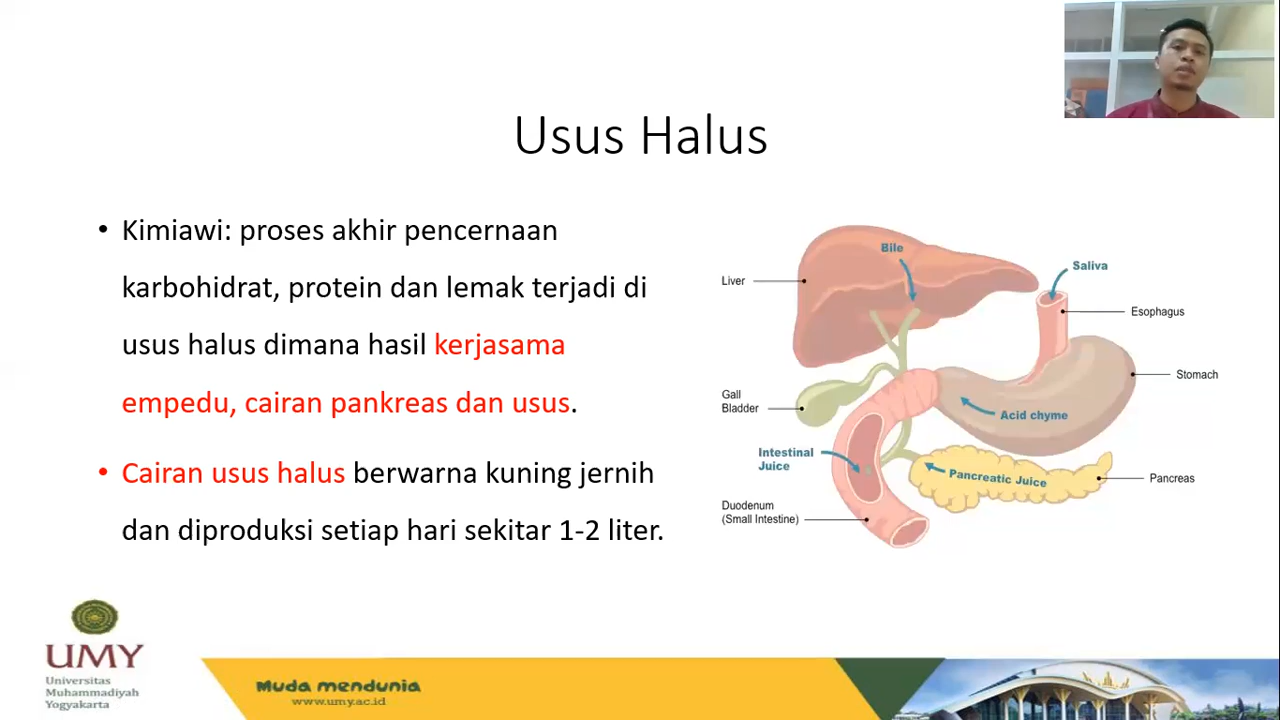 Usus Halus
• Kimiawi: proses akhir pencernaan
karbohidrat, protein dan lemak terjadi di
usus halus dimana hasil kerjasama
empedu, cairan pankreas dan usus.
• Cairan usus halus berwarna kuning jernih
dan diproduksi setiap hari sekitar 1-2 liter.
Bile
Saliva
Liver
Esophagus
Stomach
Gall
Bladder
Acid chyme
Intestinal
Juice
Pancreatic Juice
Pancreas
Duodenum
(Small Intestine)
UMY
Universitas
Muhammadiyah
Yogyakarta
Muda mendunia
www.umy.ac.id